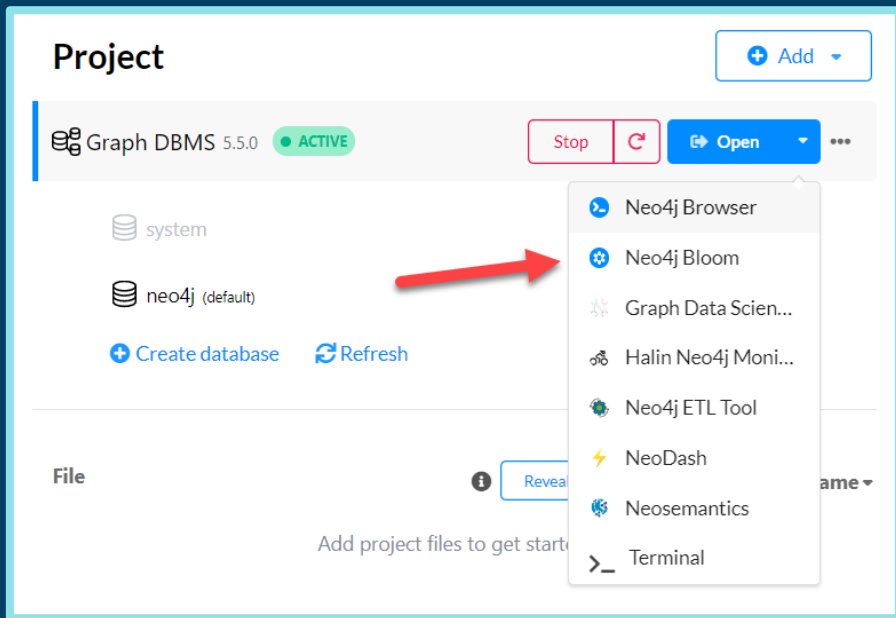 Project
Add
Graph DBMS 5.5.0 ACTIVE
Stop
Open
system
neo4j (default)
Create database
Refresh
Neo4j Browser
Neo4j Bloom
Graph Data Scien...
Halin Neo4j Moni...
Neo4j ETL Tool
NeoDash
Neosemantics
Terminal
File
Reveal
ame
Add project files to get starte